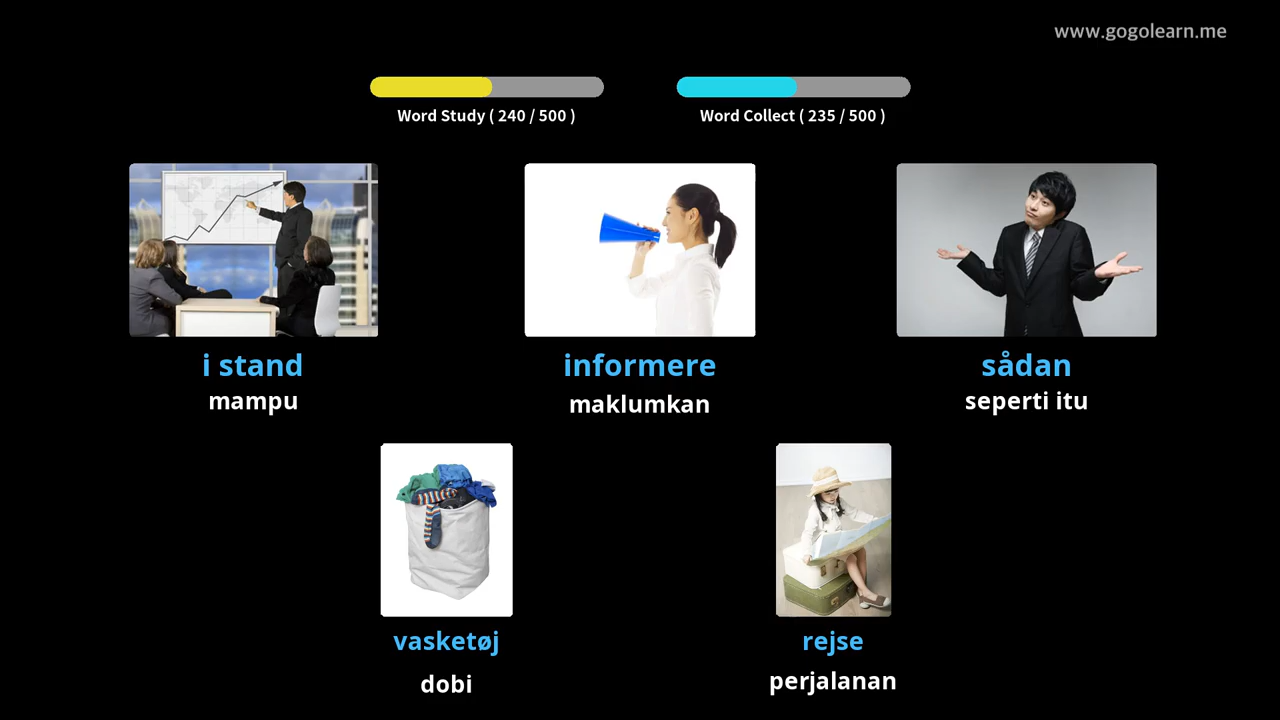 www.gogolearn.me
Word Study ( 240 / 500 )
Word Collect ( 235 / 500 )
i stand
mampu
informere
maklumkan
sådan
seperti itu
vasketøj
dobi
rejse
perjalanan